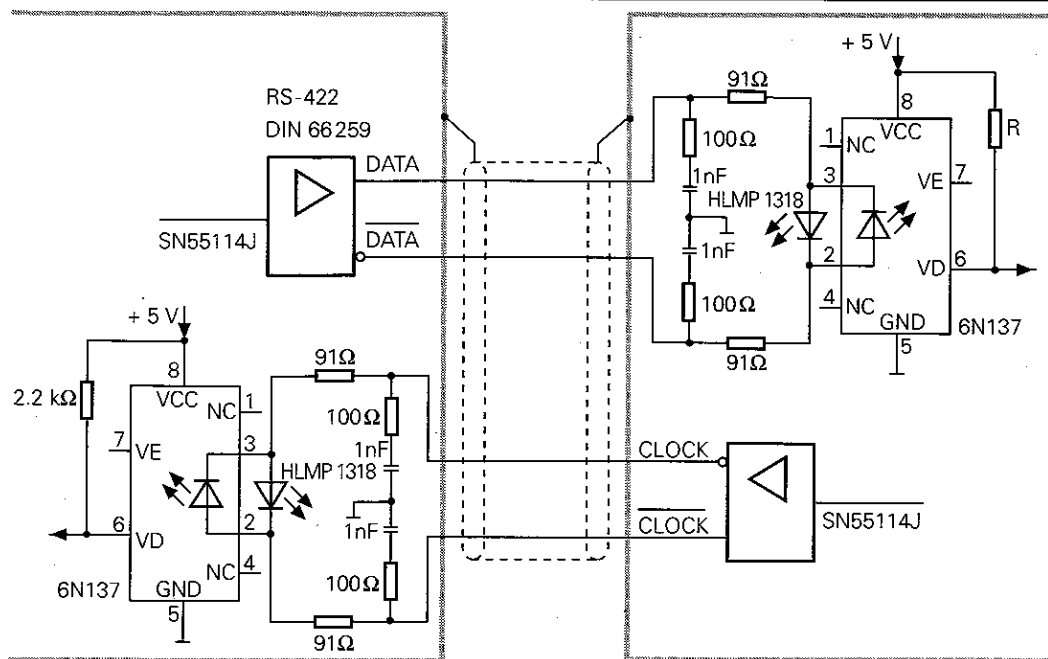 RS-422
DIN 66259
DATA
DATA
SN55114J
91Ω
100Ω
1nF
HLMP 1318
1nF
100Ω
91Ω
+ 5 V
8
VCC
1
NC
3
VE
7
2
VD
6
4
NC
GND
5
6N137
R
+ 5 V
2.2 kΩ
8
VCC
NC
1
7
VE
3
2
6
VD
NC
4
GND
5
6N137
91Ω
100Ω
1nF
HLMP 1318
1nF
100Ω
91Ω
CLOCK
CLOCK
SN55114J